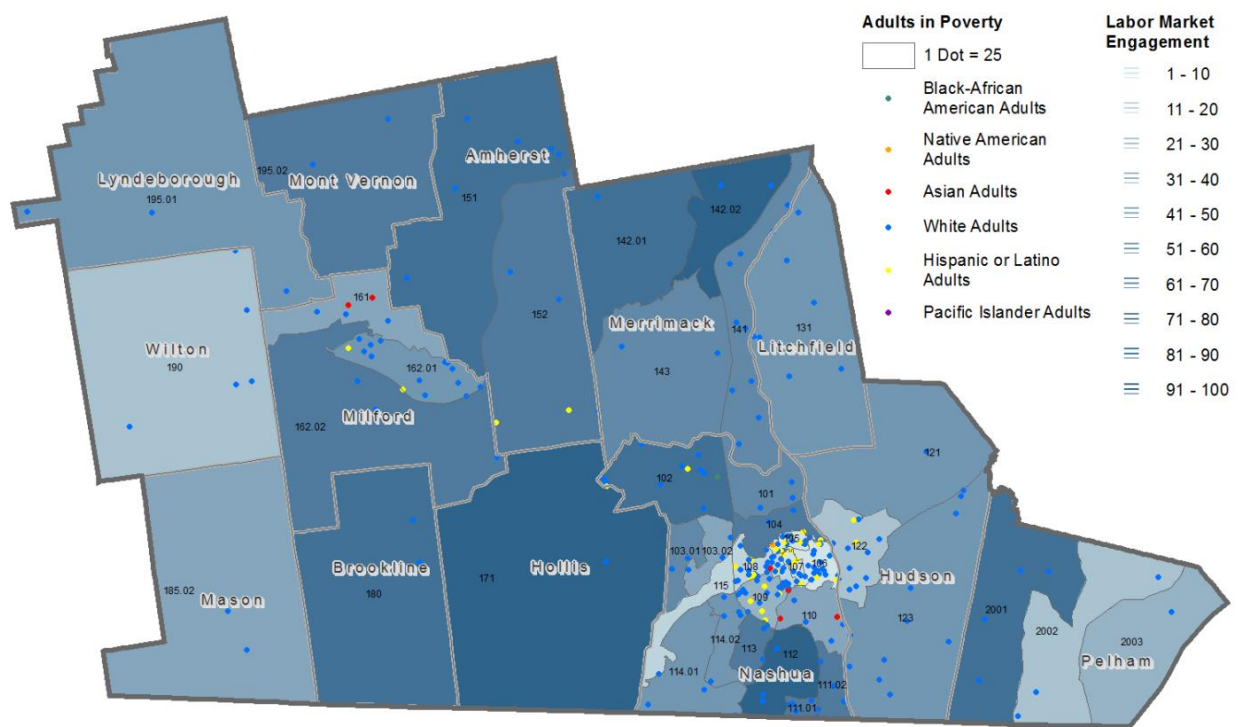 Adults in Poverty
1 Dot = 25
Black-African
American Adults
Native American
Adults
Asian Adults
White Adults
Hispanic or Latino
Adults
Pacific Islander Adults
Labor Market
Engagement
1 - 10
11 - 20
21 - 30
31 - 40
41 - 50
51 - 60
61 - 70
71 - 80
81 - 90
91 - 100
Lyndeborough
195.01
195.02
Mont Vernon
Amherst
151
152
142.01
142.02
Merrimack
143
141
131
Litchfield
161
Wilton
190
162.01
Milford
162.02
121
102
101
104
105
103.01
103.02
108
107
106
122
Hudson
Brookline
180
171
Hollis
115
109
110
123
185.02
Mason
2001
2002
2003
Pelham
114.02
113
112
114.01
Nashua
111.02
111.01